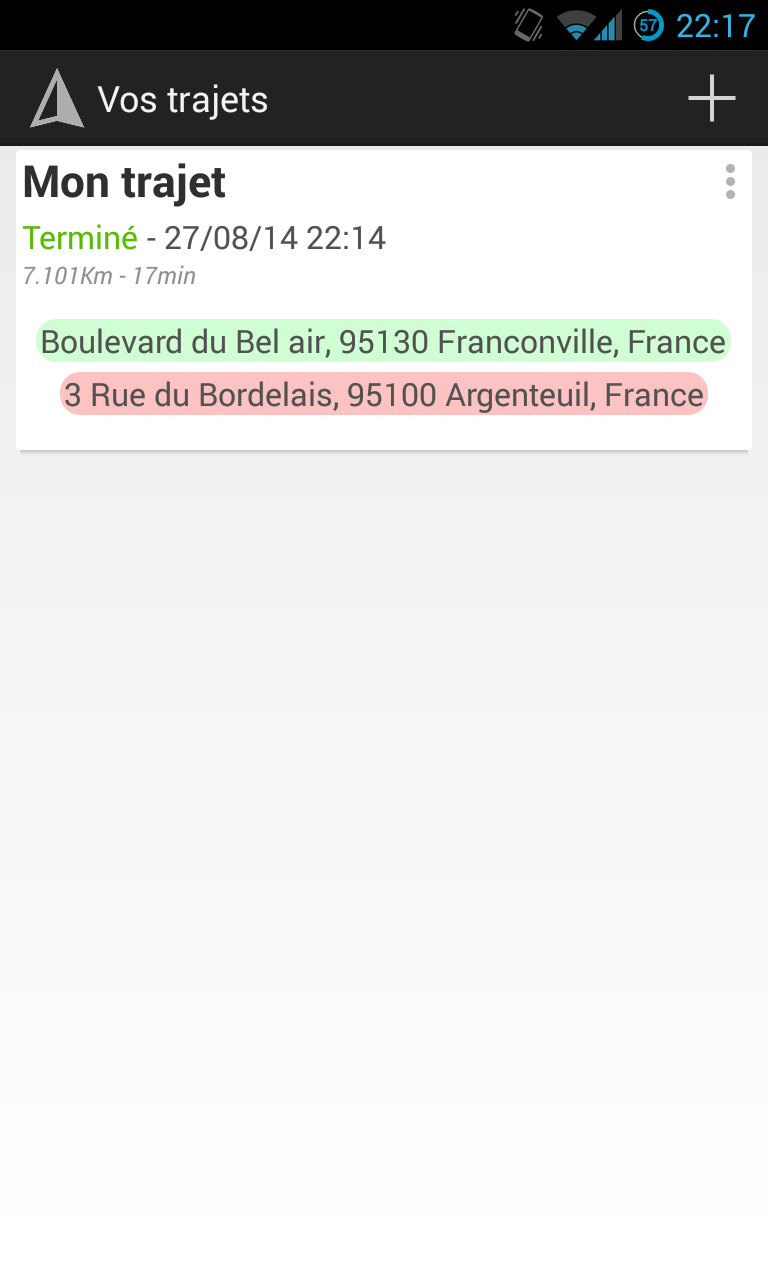 57 22:17
Vos trajets
Mon trajet
Terminé - 27/08/14 22:14
7.101Km - 17min
Boulevard du Bel air, 95130 Franconville, France
3 Rue du Bordelais, 95100 Argenteuil, France